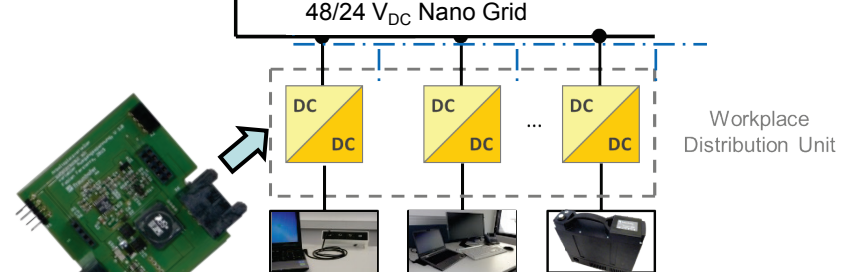 48/24 VDC Nano Grid
DC
DC
DC
DC
...
DC
DC
Workplace
Distribution Unit